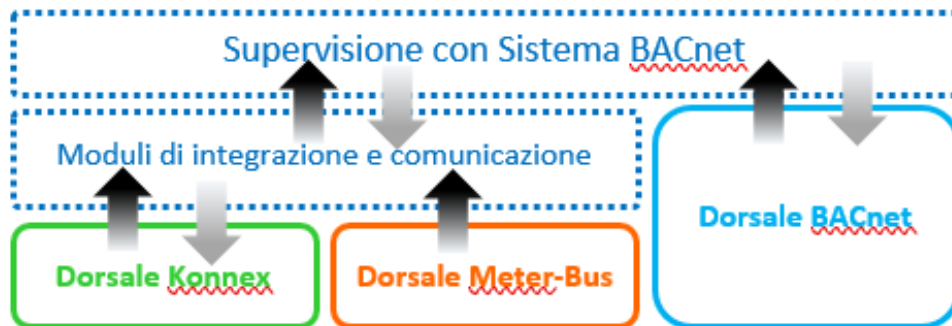 Supervisione con Sistema BACnet
Moduli di integrazione e comunicazione
Dorsale BACnet
Dorsale Konnex
Dorsale Meter-Bus